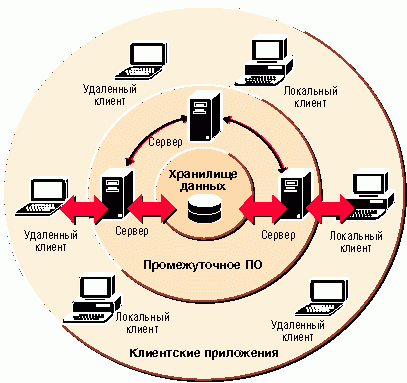 Удаленный
клиент
Локальный
клиент
Сервер
Хранилище
данных
Удаленный
клиент
Сервер
Сервер
Локальный
клиент
Промежуточное ПО
Локальный
клиент
Удаленный
клиент
Клиентские приложения